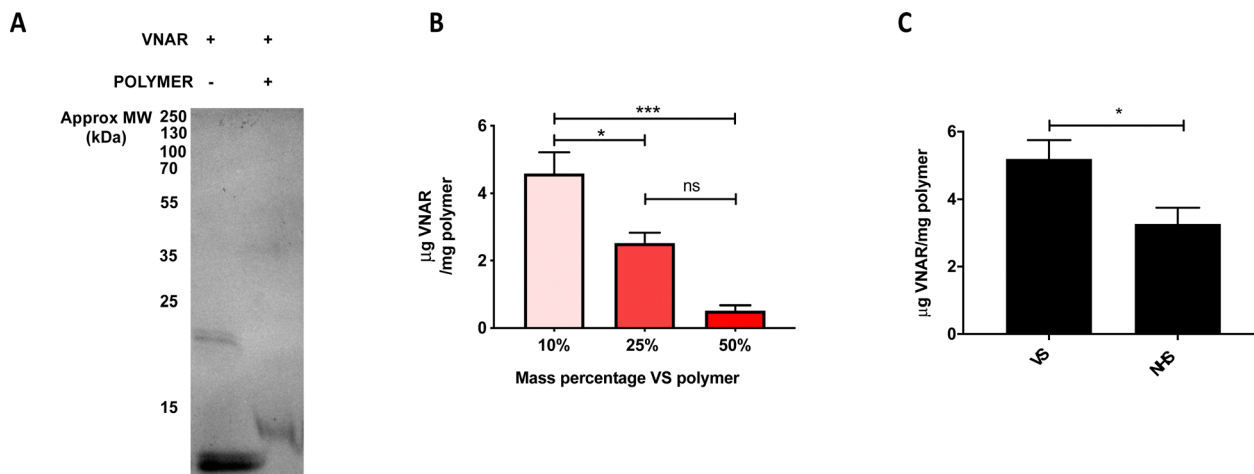 A
VNAR + +
POLYMER - +
Approx MW
(kDa)
250
130
100
70
55
35
25
15
B
***
*
ns
6
4
2
0
µg VNAR
/mg polymer
10% 25% 50%
Mass percentage VS polymer
C
*
6
4
2
0
µg VNAR/mg polymer
VS NHS